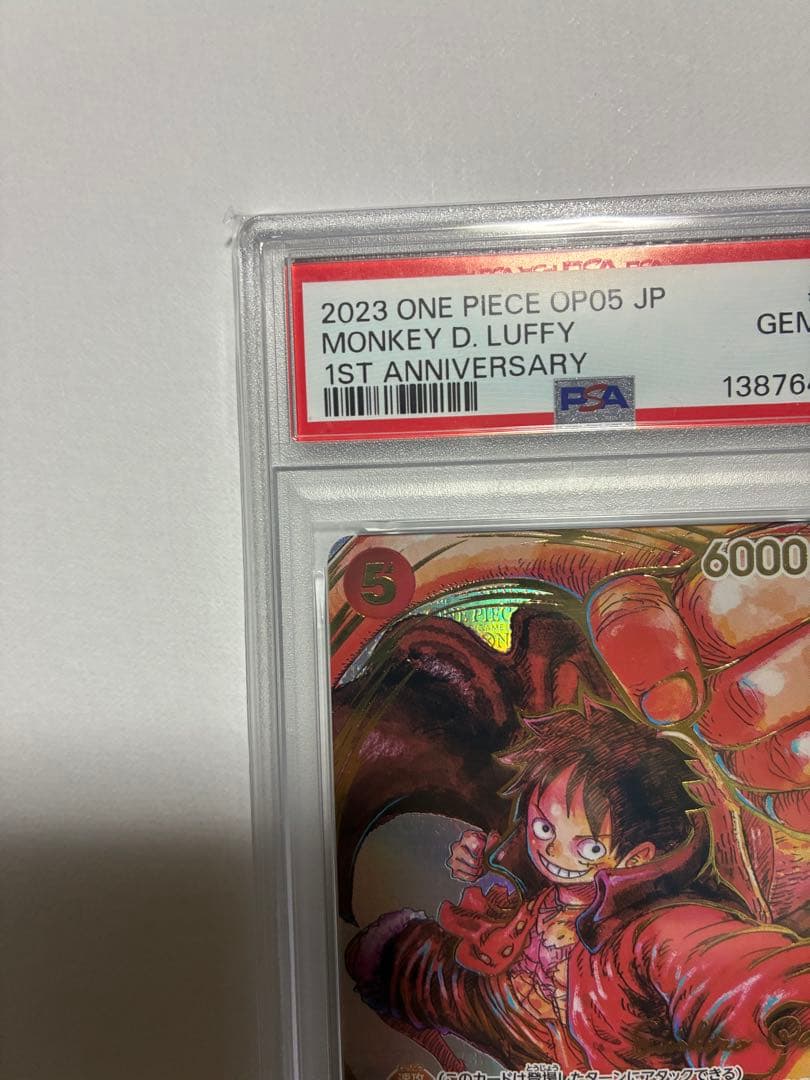 2023 ONE PIECE OP05 JP
MONKEY D. LUFFY
GEM
1ST ANNIVERSARY
13876
PSA
5
6000
(このカードは登場したターンにアタックできる)